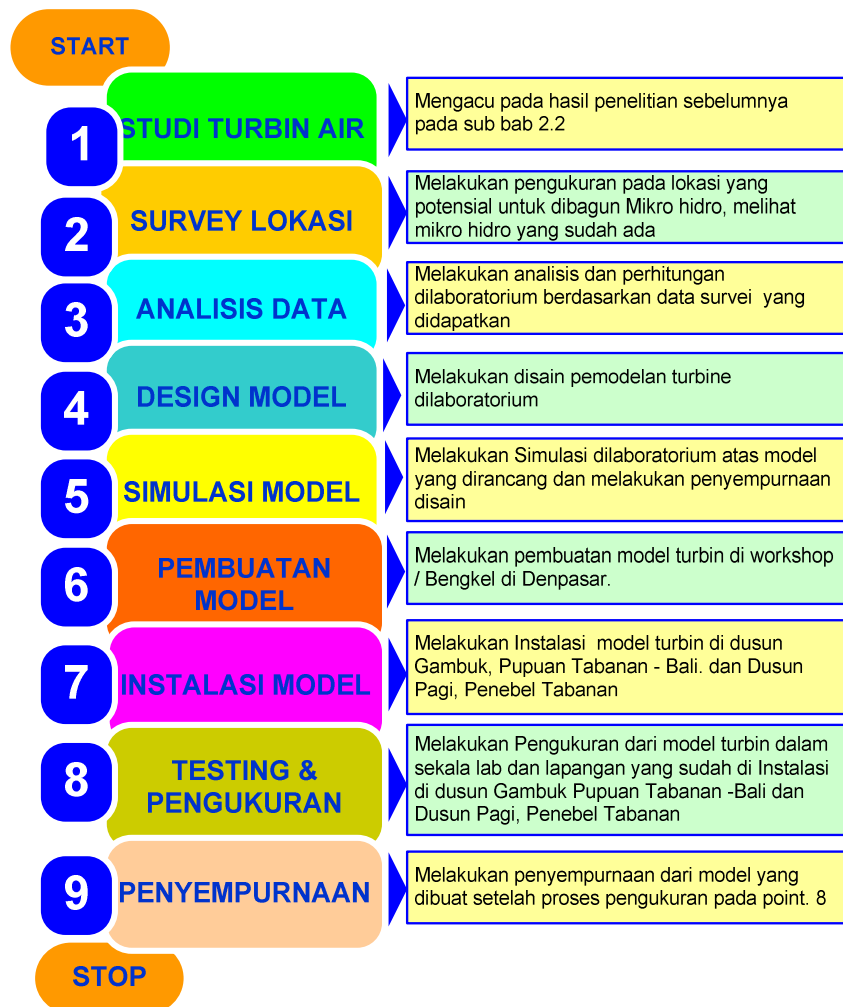 START
1
STUDI TURBIN AIR
Mengacu pada hasil penelitian sebelumnya
pada sub bab 2.2
2
SURVEY LOKASI
Melakukan pengukuran pada lokasi yang
potensial untuk dibagun Mikro hidro, melihat
mikro hidro yang sudah ada
3
ANALISIS DATA
Melakukan analisis dan perhitungan
dilaboratorium berdasarkan data survei yang
didapatkan
4
DESIGN MODEL
Melakukan disain pemodelan turbine
dilaboratorium
5
SIMULASI MODEL
Melakukan Simulasi dilaboratorium atas model
yang dirancang dan melakukan penyempurnaan
disain
6
PEMBUATAN
MODEL
Melakukan pembuatan model turbin di workshop
/ Bengkel di Denpasar.
7
INSTALASI MODEL
Melakukan Instalasi model turbin di dusun
Gambuk, Pupuan Tabanan - Bali. dan Dusun
Pagi, Penebel Tabanan
8
TESTING &
PENGUKURAN
Melakukan Pengukuran dari model turbin dalam
sekala lab dan lapangan yang sudah di Instalasi
di dusun Gambuk Pupuan Tabanan -Bali dan
Dusun Pagi, Penebel Tabanan
9
PENYEMPURNAAN
Melakukan penyempurnaan dari model yang
dibuat setelah proses pengukuran pada point. 8
STOP